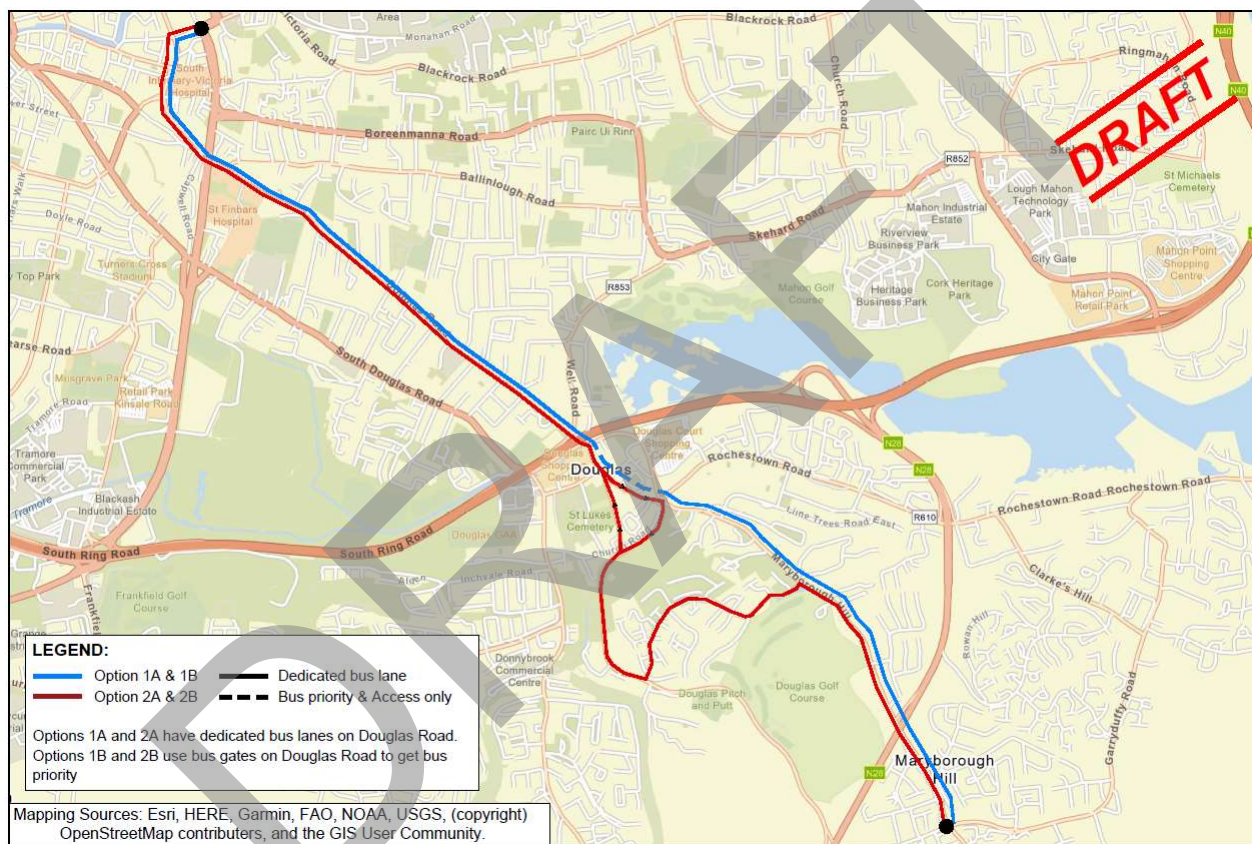 Area
Monahan Road
Blackrock Road
Victoria Road
South
Infirmary-Victoria
Hospital
Blackrock Road
Church Road
N40
Ringmahon Road
N40
DRAFT
Boreenmanna Road
Pairc Ui Rinn
Skehard Road
R852
St Michaels
Cemetery
Ballinlough Road
Lough Mahon
Technology
Park
Capwell Road
St Finbars
Hospital
Mahon Industrial
Estate
Doyle Road
Skehard Road
Riverview
Business Park
City Gate
Mahon Point
Shopping
Centre
Turners Cross
Stadium
Top Park
R853
Mahon Golf
Course
Heritage
Business Park
Cork Heritage
Park
Mahon Point
Retail Park
South Douglas Road
Well Road
Musgrave Park
Retail Park
Kinsale Road
Tramore Road
Tramore
Commercial
Park
Douglas Court
Shopping
Centre
N28
Douglas
Rochestown Road
N28
Rochestown Road Rochestown Road
Tramore
Blackash
Industrial Estate
St Lukes
Cemetery
Lime Trees Road East
R610
Douglas GAA
South Ring Road
South Ring Road
Church Road
Inchvale Road
Maryborough Hill
Clarke's Hill
Frankfield Golf
Course
Rowan Hill
Donnybrook
Commercial
Centre
Douglas Pitch
and Putt
Douglas Golf
Course
Garryduffy Road
N28
Maryborough
Hill
LEGEND:
Option 1A & 1B Dedicated bus lane
Option 2A & 2B Bus priority & Access only
Options 1A and 2A have dedicated bus lanes on Douglas Road.
Options 1B and 2B use bus gates on Douglas Road to get bus
priority
Mapping Sources: Esri, HERE, Garmin, FAO, NOAA, USGS, (copyright)
OpenStreetMap contributers, and the GIS User Community.
DRAFT